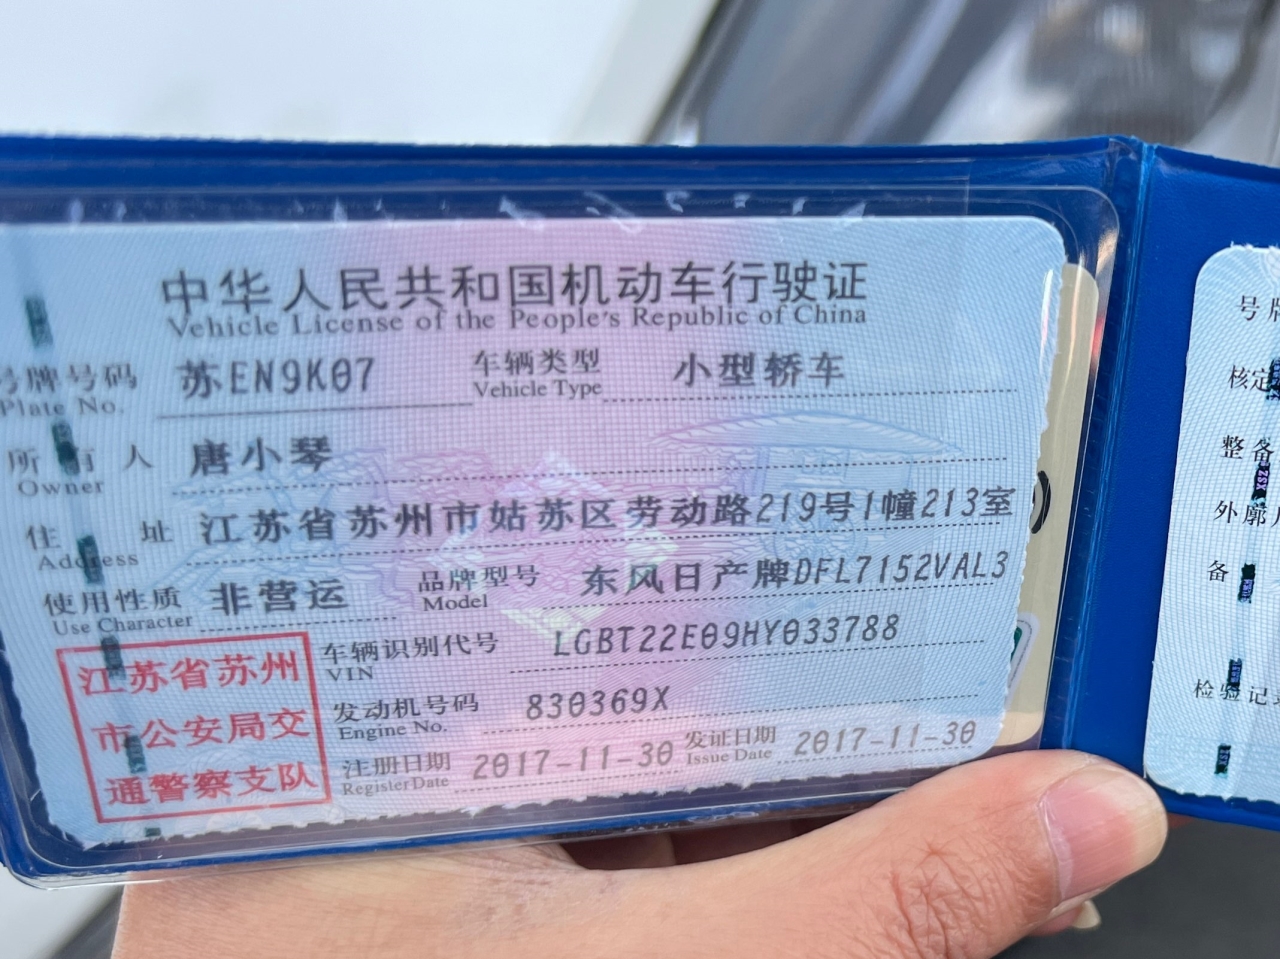 中华人民共和国机动车行驶证
Vehicle License of the People's Republic of China
号牌号码 苏EN9K07 车辆类型 小型轿车
Plate No. Vehicle Type
所有人 唐小琴
Owner
住址 江苏省苏州市姑苏区劳动路219号1幢213室
Address
使用性质 非营运 品牌型号 东风日产牌DFL7152VAL3
Use Character Model
江苏省苏州
市公安局交
通警察支队
车辆识别代号 LGBT22E09HY033788
VIN
发动机号码 830369X
Engine No.
注册日期 2017-11-30 发证日期 2017-11-30
Register Date Issue Date
号牌
核定
整备
外廓
备
检验记